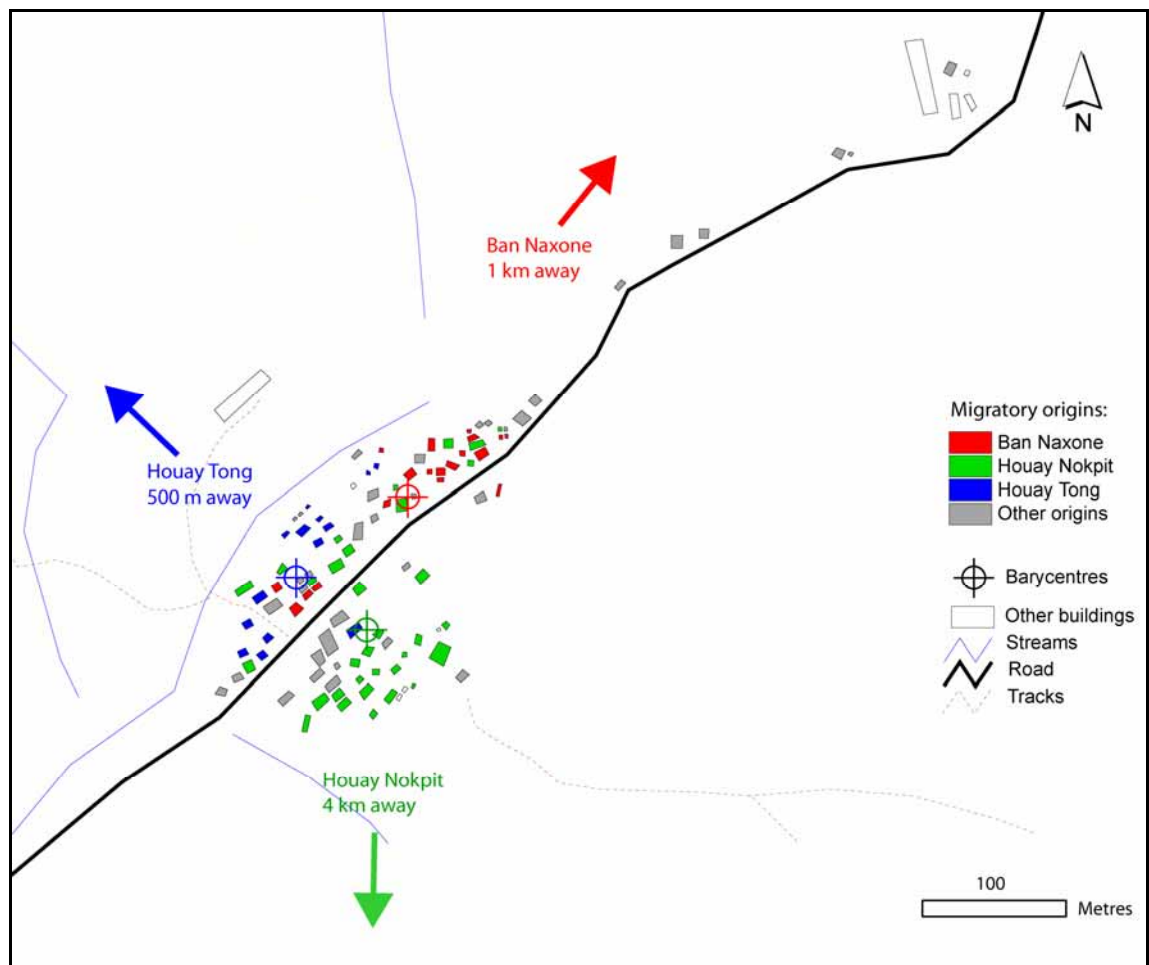 N
Ban Naxone
1 km away
Houay Tong
500 m away
Migratory origins:
Ban Naxone
Houay Nokpit
Houay Tong
Other origins
Barycentres
Other buildings
Streams
Road
Tracks
Houay Nokpit
4 km away
100
Metres